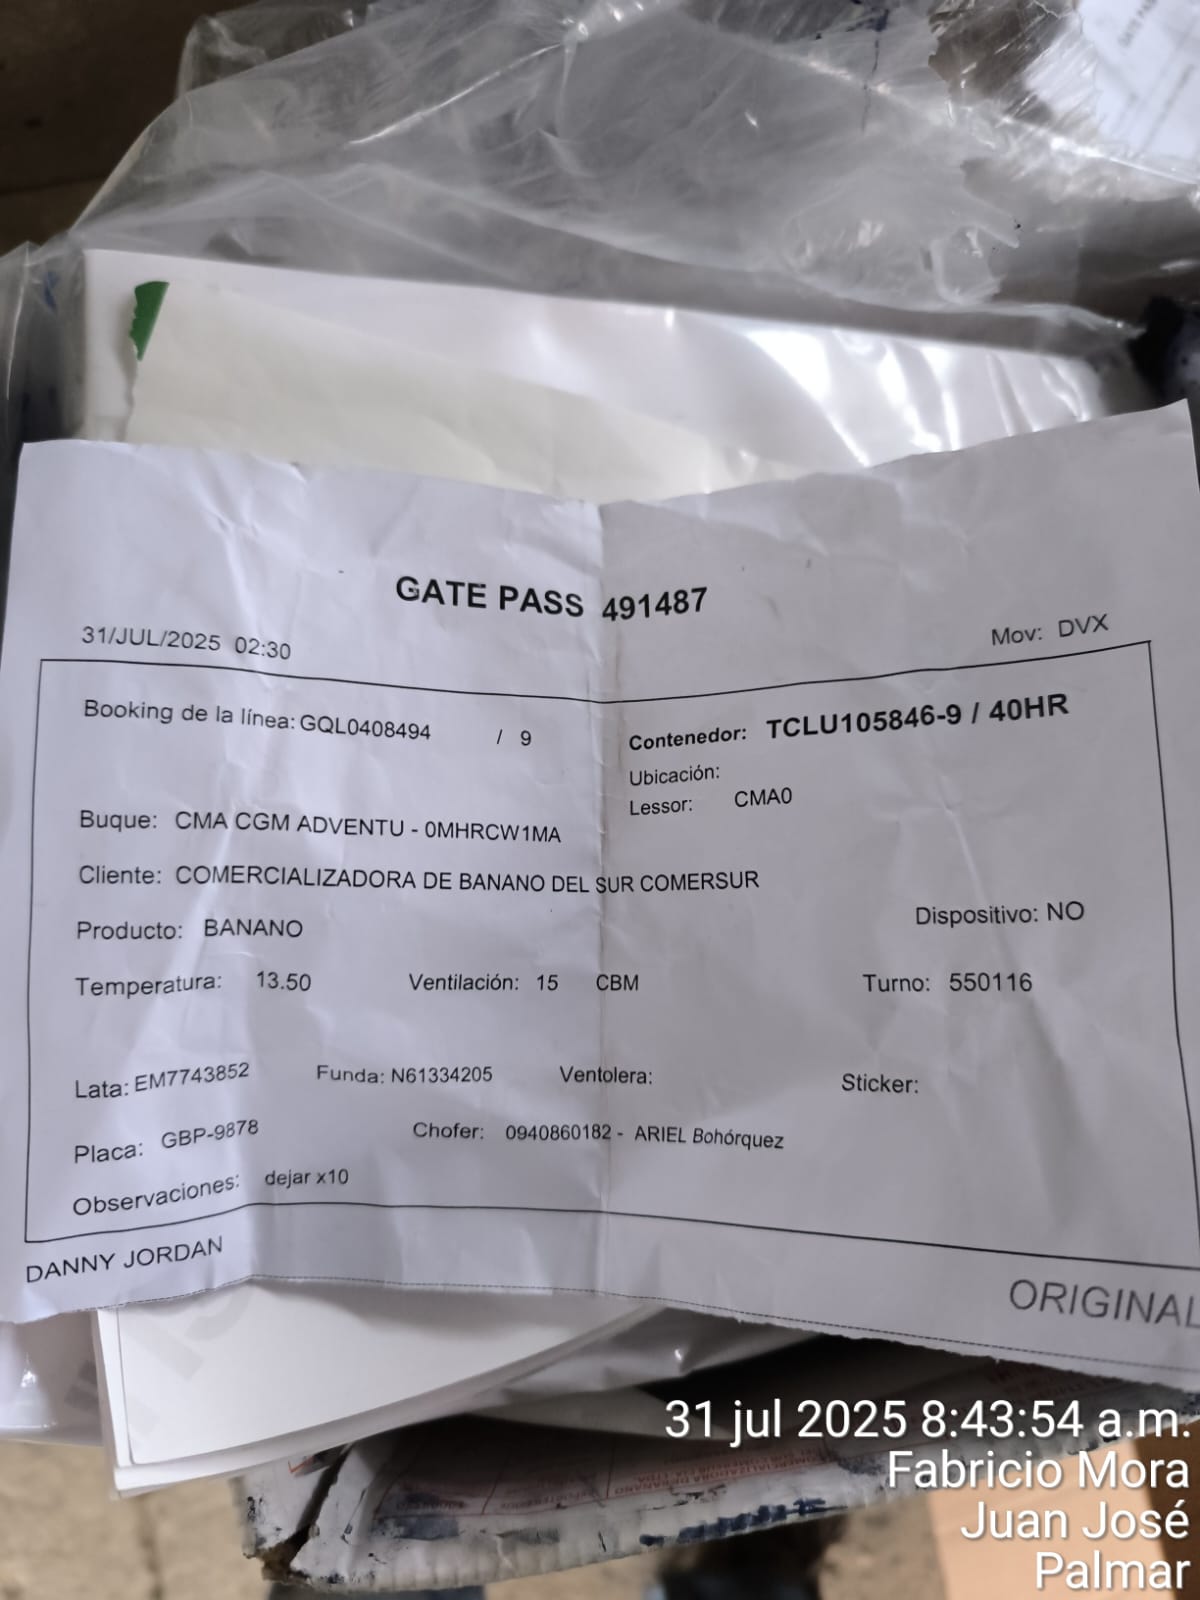 GATE PASS 491487
31/JUL/2025 02:30
Mov: DVX
Booking de la línea: GQL0408494 / 9
Contenedor: TCLU105846-9 / 40HR
Ubicación:
Lessor: CMA0
Buque: CMA CGM ADVENTU - 0MHRCW1MA
Cliente: COMERCIALIZADORA DE BANANO DEL SUR COMERSUR
Producto: BANANO
Dispositivo: NO
Temperatura: 13.50 Ventilación: 15 CBM Turno: 550116
Lata: EM7743852 Funda: N61334205 Ventolera: Sticker:
Placa: GBP-9878 Chofer: 0940860182 - ARIEL Bohórquez
Observaciones: dejar x10
DANNY JORDAN
ORIGINAL
31 jul 2025 8:43:54 a.m.
Fabricio Mora
Juan José
Palmar